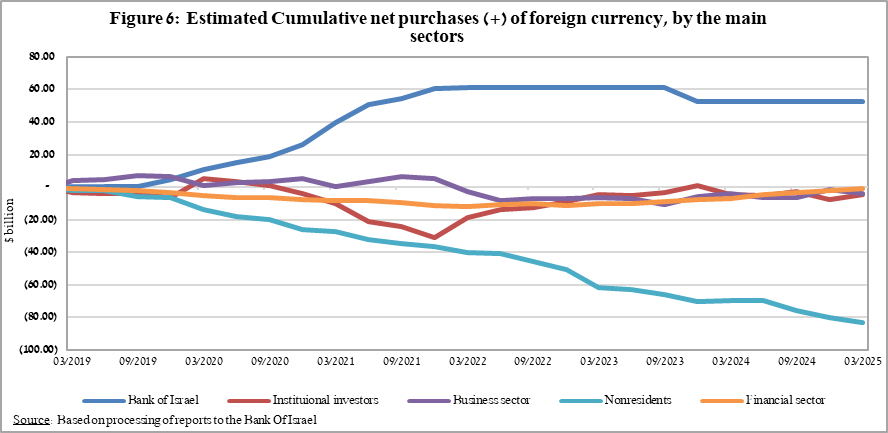 Figure 6: Estimated Cumulative net purchases (+) of foreign currency, by the main
sectors
80.00
60.00
40.00
20.00
-
(20.00)
(40.00)
(60.00)
(80.00)
(100.00)
$ billion
03/2019 09/2019 03/2020 09/2020 03/2021 09/2021 03/2022 09/2022 03/2023 09/2023 03/2024 09/2024 03/2025
Bank of Israel Institutional investors Business sector Nonresidents Financial sector
Source: Based on processing of reports to the Bank Of Israel